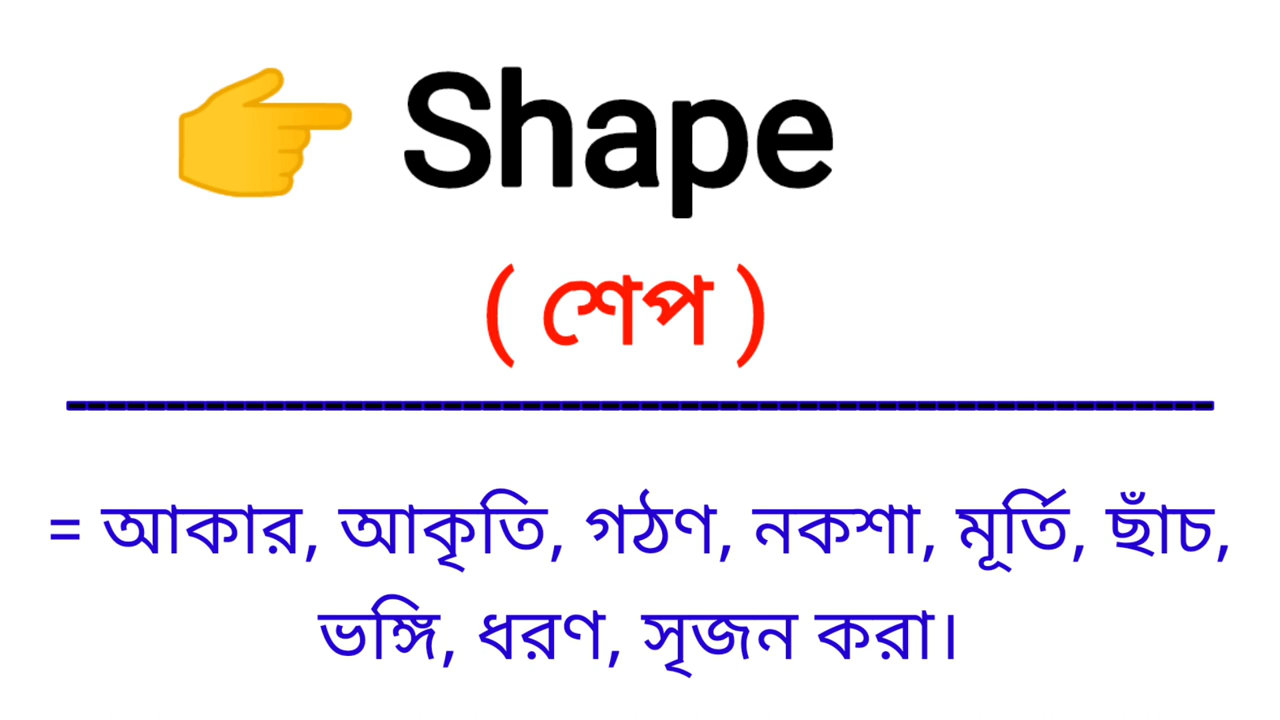 👉 Shape
( শেপ )
--------------------------------------------------------
= আকার, আকৃতি, গঠণ, নকশা, মূর্তি, ছাঁচ,
ভঙ্গি, ধরণ, সৃজন করা।